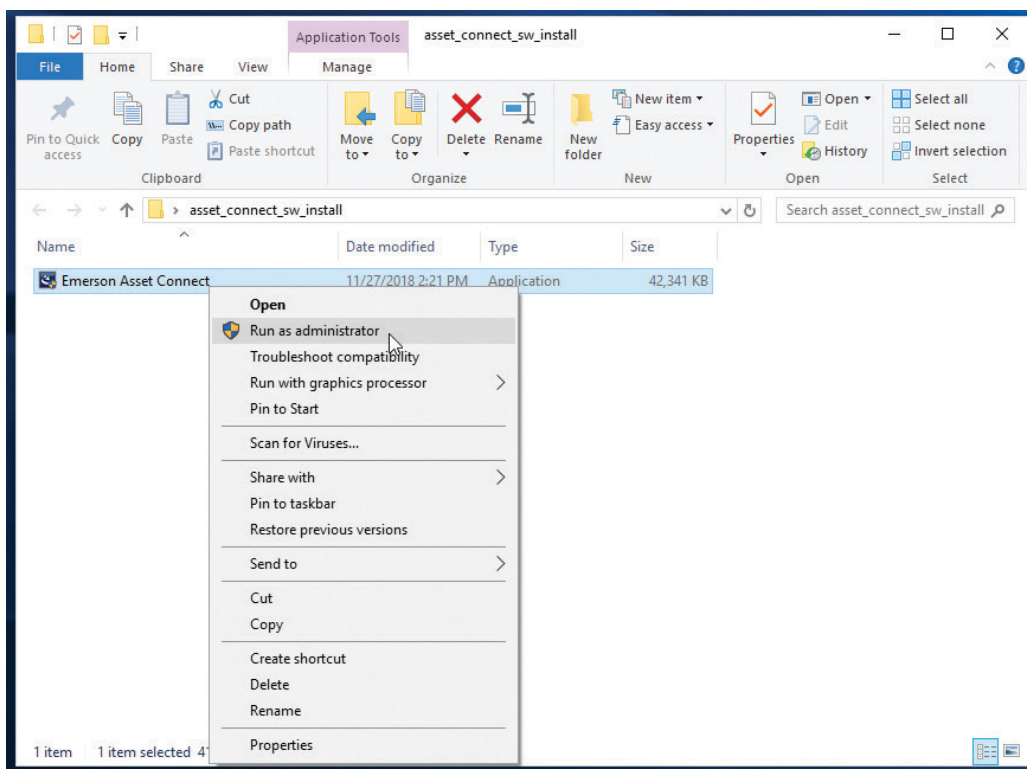 Application Tools
asset_connect_sw_install
File Home Share View Manage
Pin to Quick access
Copy
Paste
Cut
Copy path
Paste shortcut
Clipboard
Move to
Copy to
Delete
Rename
Organize
New folder
New item
Easy access
New
Properties
Open
Edit
History
Open
Select all
Select none
Invert selection
Select
asset_connect_sw_install
Search asset_connect_sw_install
Name Date modified Type Size
Emerson Asset Connect 11/27/2018 2:21 PM Application 42,341 KB
Open
Run as administrator
Troubleshoot compatibility
Run with graphics processor
Pin to Start
Scan for Viruses...
Share with
Pin to taskbar
Restore previous versions
Send to
Cut
Copy
Create shortcut
Delete
Rename
Properties
1 item 1 item selected